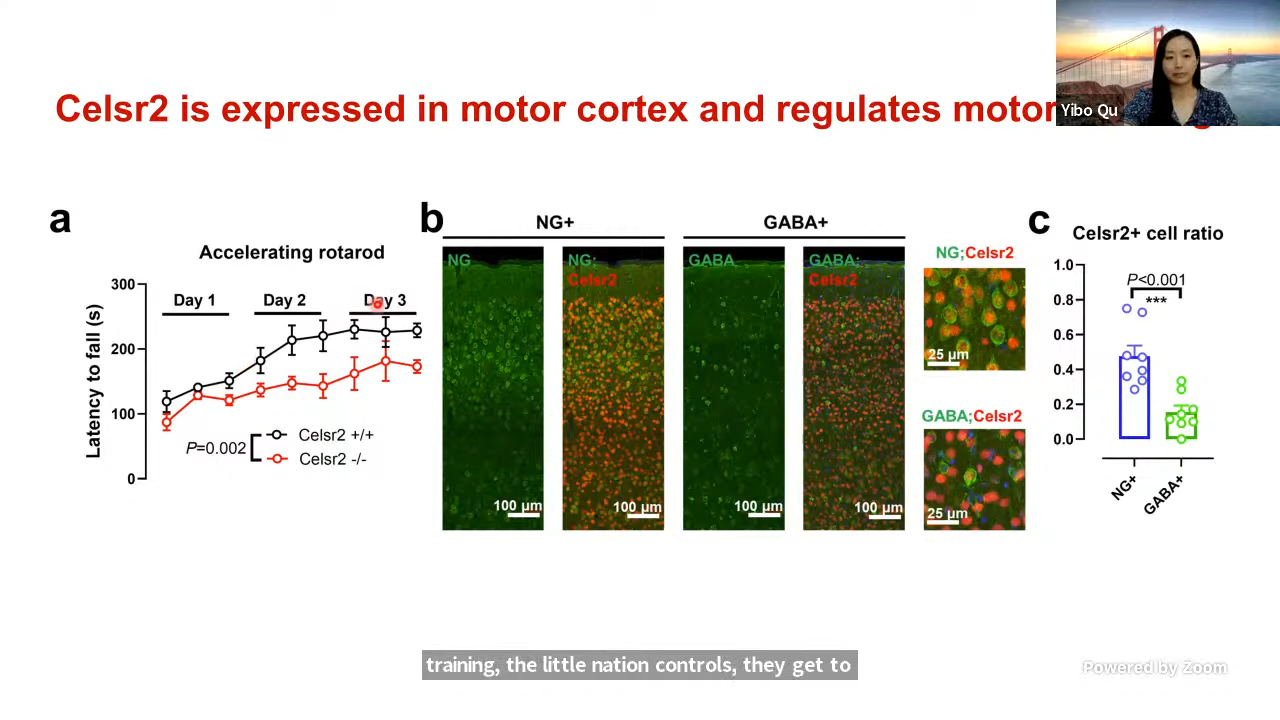 Yibo Qu
Celsr2 is expressed in motor cortex and regulates motor
a
Accelerating rotarod
Latency to fall (s)
300
200
100
0
Day 1
Day 2
Day 3
P=0.002
Celsr2 +/+
Celsr2 -/-
b
NG+
GABA+
NG
NG;
Celsr2
GABA
GABA;
Celsr2
100 µm
100 µm
100 µm
100 µm
NG;Celsr2
25 µm
GABA;Celsr2
25 µm
c
Celsr2+ cell ratio
1.0
0.8
0.6
0.4
0.2
0.0
P<0.001
***
NG+
GABA+
training, the little nation controls, they get to
Powered by Zoom